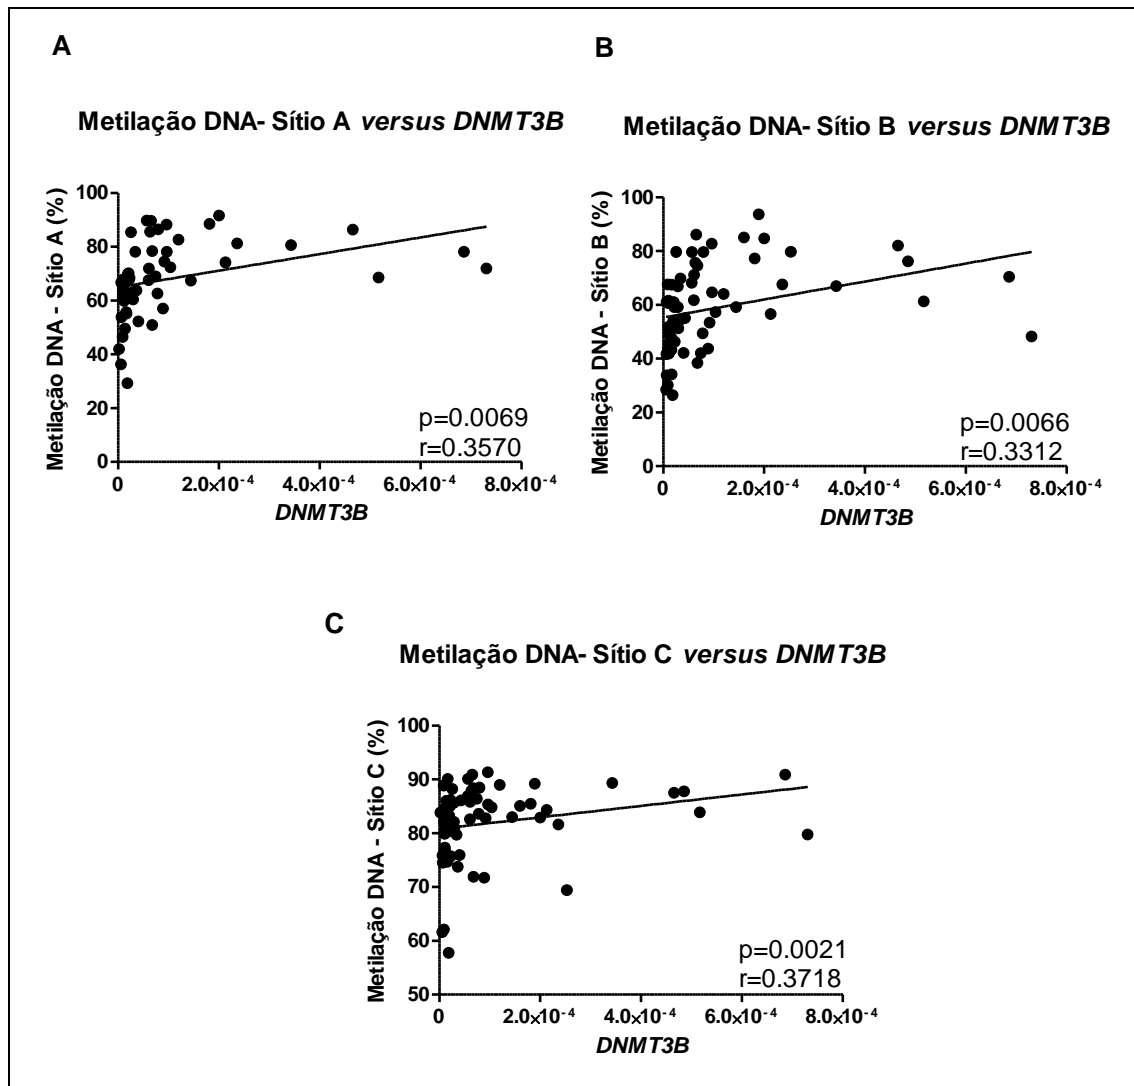 A
Metilação DNA- Sítio A versus DNMT3B
Metilação DNA - Sítio A (%)
100
80
60
40
20
0
p=0.0069
r=0.3570
0 2.0×10⁻⁴ 4.0×10⁻⁴ 6.0×10⁻⁴ 8.0×10⁻⁴
DNMT3B
B
Metilação DNA- Sítio B versus DNMT3B
Metilação DNA - Sítio B (%)
100
80
60
40
20
0
p=0.0066
r=0.3312
0 2.0×10⁻⁴ 4.0×10⁻⁴ 6.0×10⁻⁴ 8.0×10⁻⁴
DNMT3B
C
Metilação DNA- Sítio C versus DNMT3B
Metilação DNA - Sítio C (%)
100
90
80
70
60
50
p=0.0021
r=0.3718
0 2.0×10⁻⁴ 4.0×10⁻⁴ 6.0×10⁻⁴ 8.0×10⁻⁴
DNMT3B